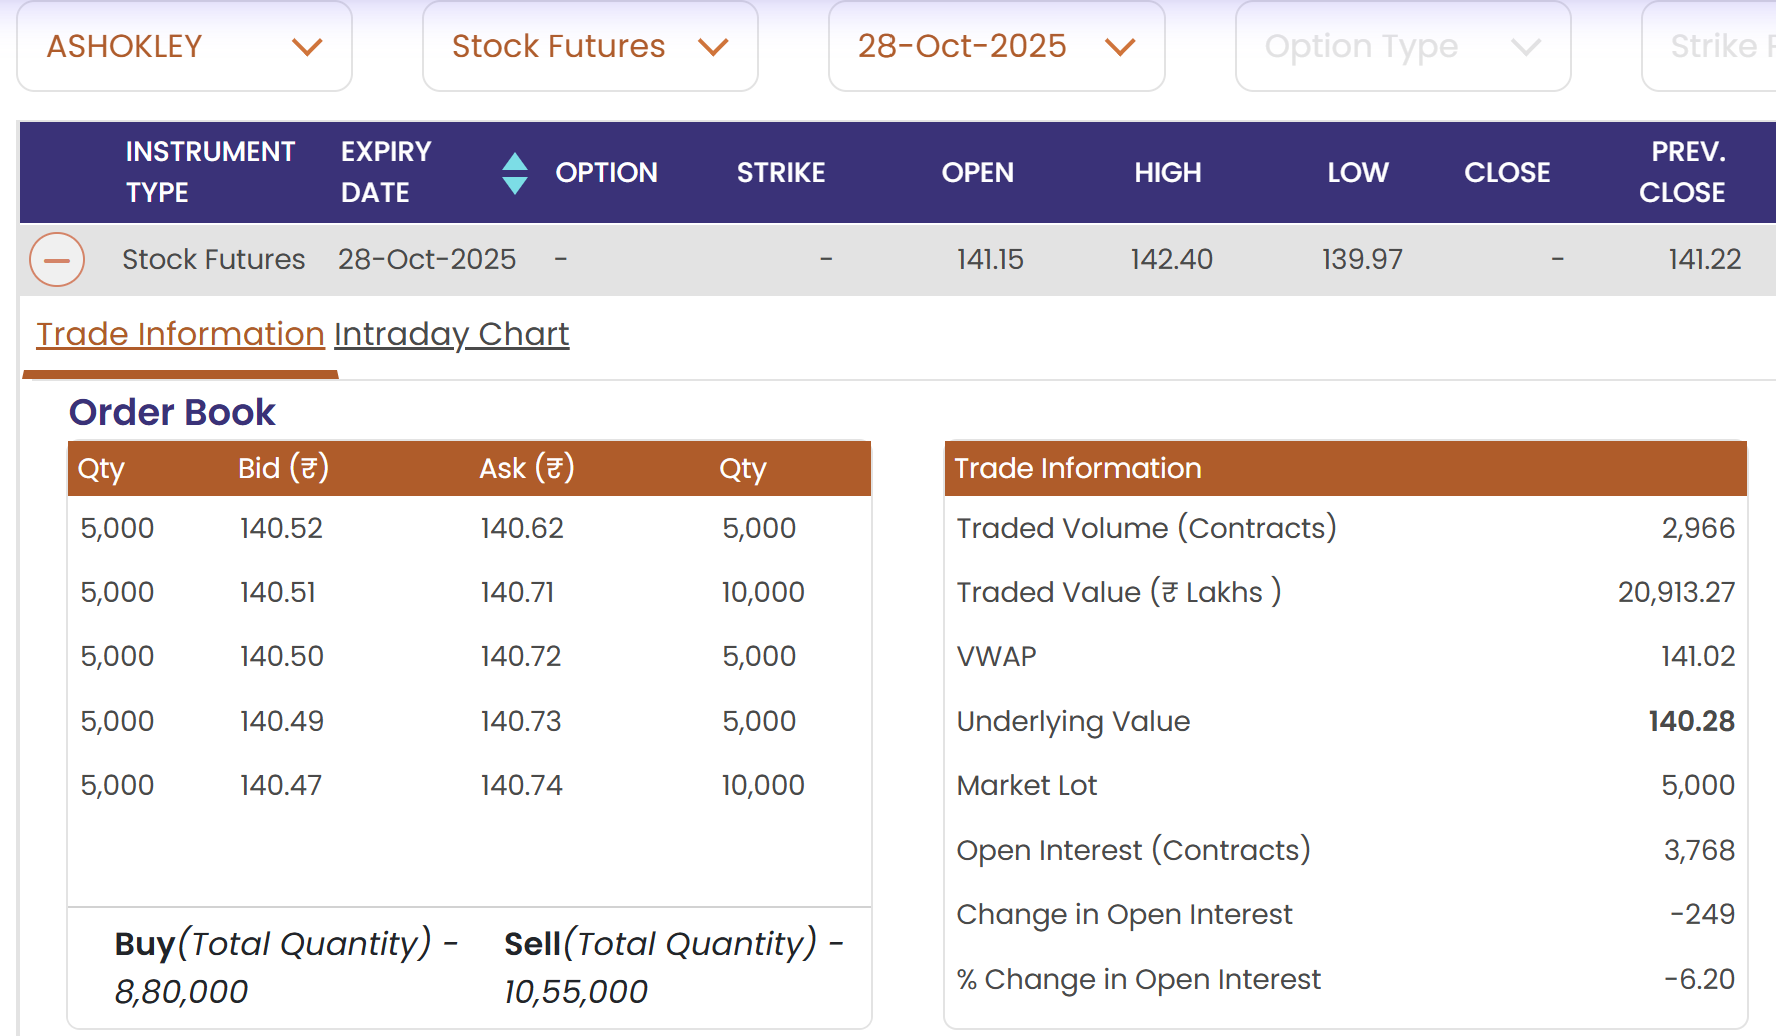 ASHOKLEY Stock Futures 28-Oct-2025 Option Type Strike
INSTRUMENT TYPE EXPIRY DATE OPTION STRIKE OPEN HIGH LOW CLOSE PREV. CLOSE
Stock Futures 28-Oct-2025 - - 141.15 142.40 139.97 - 141.22
Trade Information Intraday Chart
Order Book
Qty Bid (₹) Ask (₹) Qty
5,000 140.52 140.62 5,000
5,000 140.51 140.71 10,000
5,000 140.50 140.72 5,000
5,000 140.49 140.73 5,000
5,000 140.47 140.74 10,000
Buy(Total Quantity) - 8,80,000
Sell(Total Quantity) - 10,55,000
Trade Information
Traded Volume (Contracts) 2,966
Traded Value (₹ Lakhs ) 20,913.27
VWAP 141.02
Underlying Value 140.28
Market Lot 5,000
Open Interest (Contracts) 3,768
Change in Open Interest -249
% Change in Open Interest -6.20